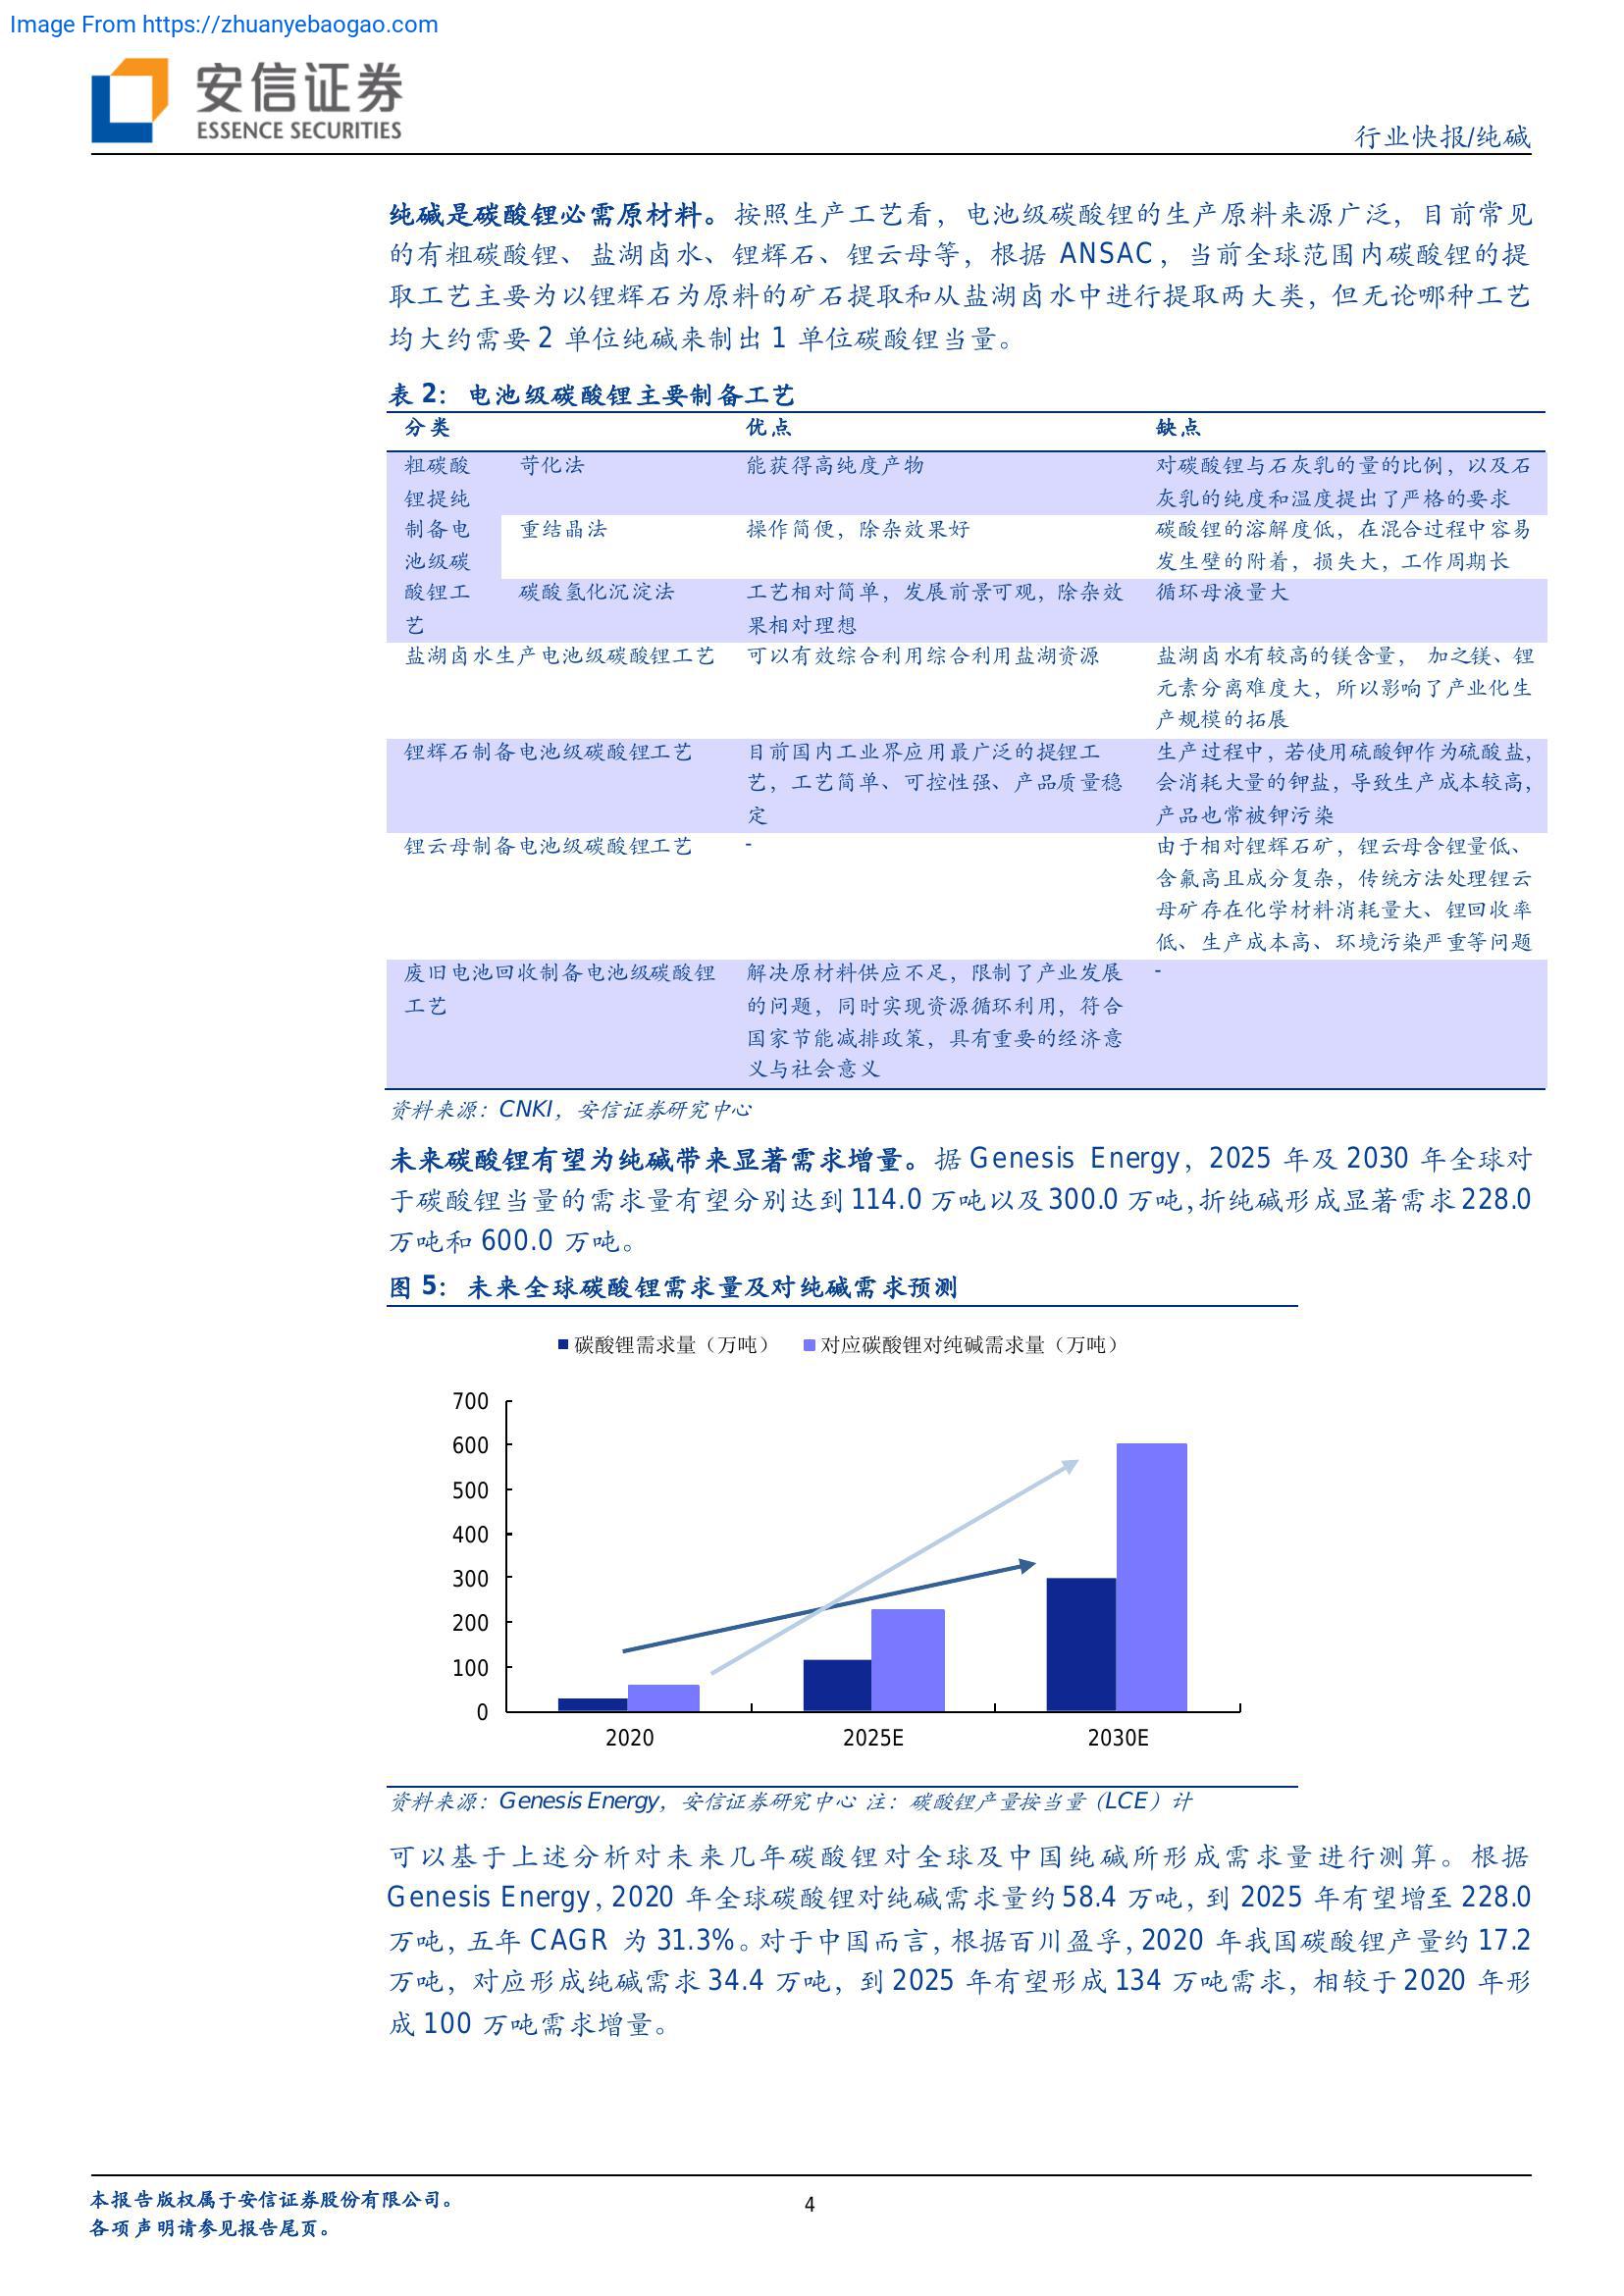 Image From https://zhuanyebaogao.com
安信证券
ESSENCE SECURITIES
行业快报/纯碱
纯碱是碳酸锂必需原材料。按照生产工艺看，电池级碳酸锂的生产原料来源广泛，目前常见
的有粗碳酸锂、盐湖卤水、锂辉石、锂云母等，根据 ANSAC，当前全球范围内碳酸锂的提
取工艺主要为以锂辉石为原料的矿石提取和从盐湖卤水中进行提取两大类，但无论哪种工艺
均大约需要 2 单位纯碱来制出 1 单位碳酸锂当量。
表 2：电池级碳酸锂主要制备工艺
分类 优点 缺点
粗碳酸 苛化法 能获得高纯度产物 对碳酸锂与石灰乳的量的比例，以及石
锂提纯 灰乳的纯度和温度提出了严格的要求
制备电 重结晶法 操作简便，除杂效果好 碳酸锂的溶解度低，在混合过程中容易
池级碳 发生壁的附着，损失大，工作周期长
酸锂工 碳酸氢化沉淀法 工艺相对简单，发展前景可观，除杂效 循环母液量大
艺 果相对理想
盐湖卤水生产电池级碳酸锂工艺 可以有效综合利用综合利用盐湖资源 盐湖卤水有较高的镁含量， 加之镁、锂
元素分离难度大，所以影响了产业化生
产规模的拓展
锂辉石制备电池级碳酸锂工艺 目前国内工业界应用最广泛的提锂工 生产过程中，若使用硫酸钾作为硫酸盐，
艺，工艺简单、可控性强、产品质量稳 会消耗大量的钾盐，导致生产成本较高，
定 产品也常被钾污染
锂云母制备电池级碳酸锂工艺 - 由于相对锂辉石矿，锂云母含锂量低、
含氟高且成分复杂，传统方法处理锂云
母矿存在化学材料消耗量大、锂回收率
低、生产成本高、环境污染严重等问题
废旧电池回收制备电池级碳酸锂 解决原材料供应不足，限制了产业发展 -
工艺 的问题，同时实现资源循环利用，符合
国家节能减排政策，具有重要的经济意
义与社会意义
资料来源：CNKI，安信证券研究中心
未来碳酸锂有望为纯碱带来显著需求增量。据 Genesis Energy，2025 年及 2030 年全球对
于碳酸锂当量的需求量有望分别达到 114.0 万吨以及 300.0 万吨，折纯碱形成显著需求 228.0
万吨和 600.0 万吨。
图 5：未来全球碳酸锂需求量及对纯碱需求预测
碳酸锂需求量（万吨） 对应碳酸锂对纯碱需求量（万吨）
700
600
500
400
300
200
100
0
2020 2025E 2030E
资料来源：Genesis Energy，安信证券研究中心 注：碳酸锂产量按当量（LCE）计
可以基于上述分析对未来几年碳酸锂对全球及中国纯碱所形成需求量进行测算。根据
Genesis Energy，2020 年全球碳酸锂对纯碱需求量约 58.4 万吨，到 2025 年有望增至 228.0
万吨，五年 CAGR 为 31.3%。对于中国而言，根据百川盈孚，2020 年我国碳酸锂产量约 17.2
万吨，对应形成纯碱需求 34.4 万吨，到 2025 年有望形成 134 万吨需求，相较于 2020 年形
成 100 万吨需求增量。
本报告版权属于安信证券股份有限公司。
4
各项声明请参见报告尾页。